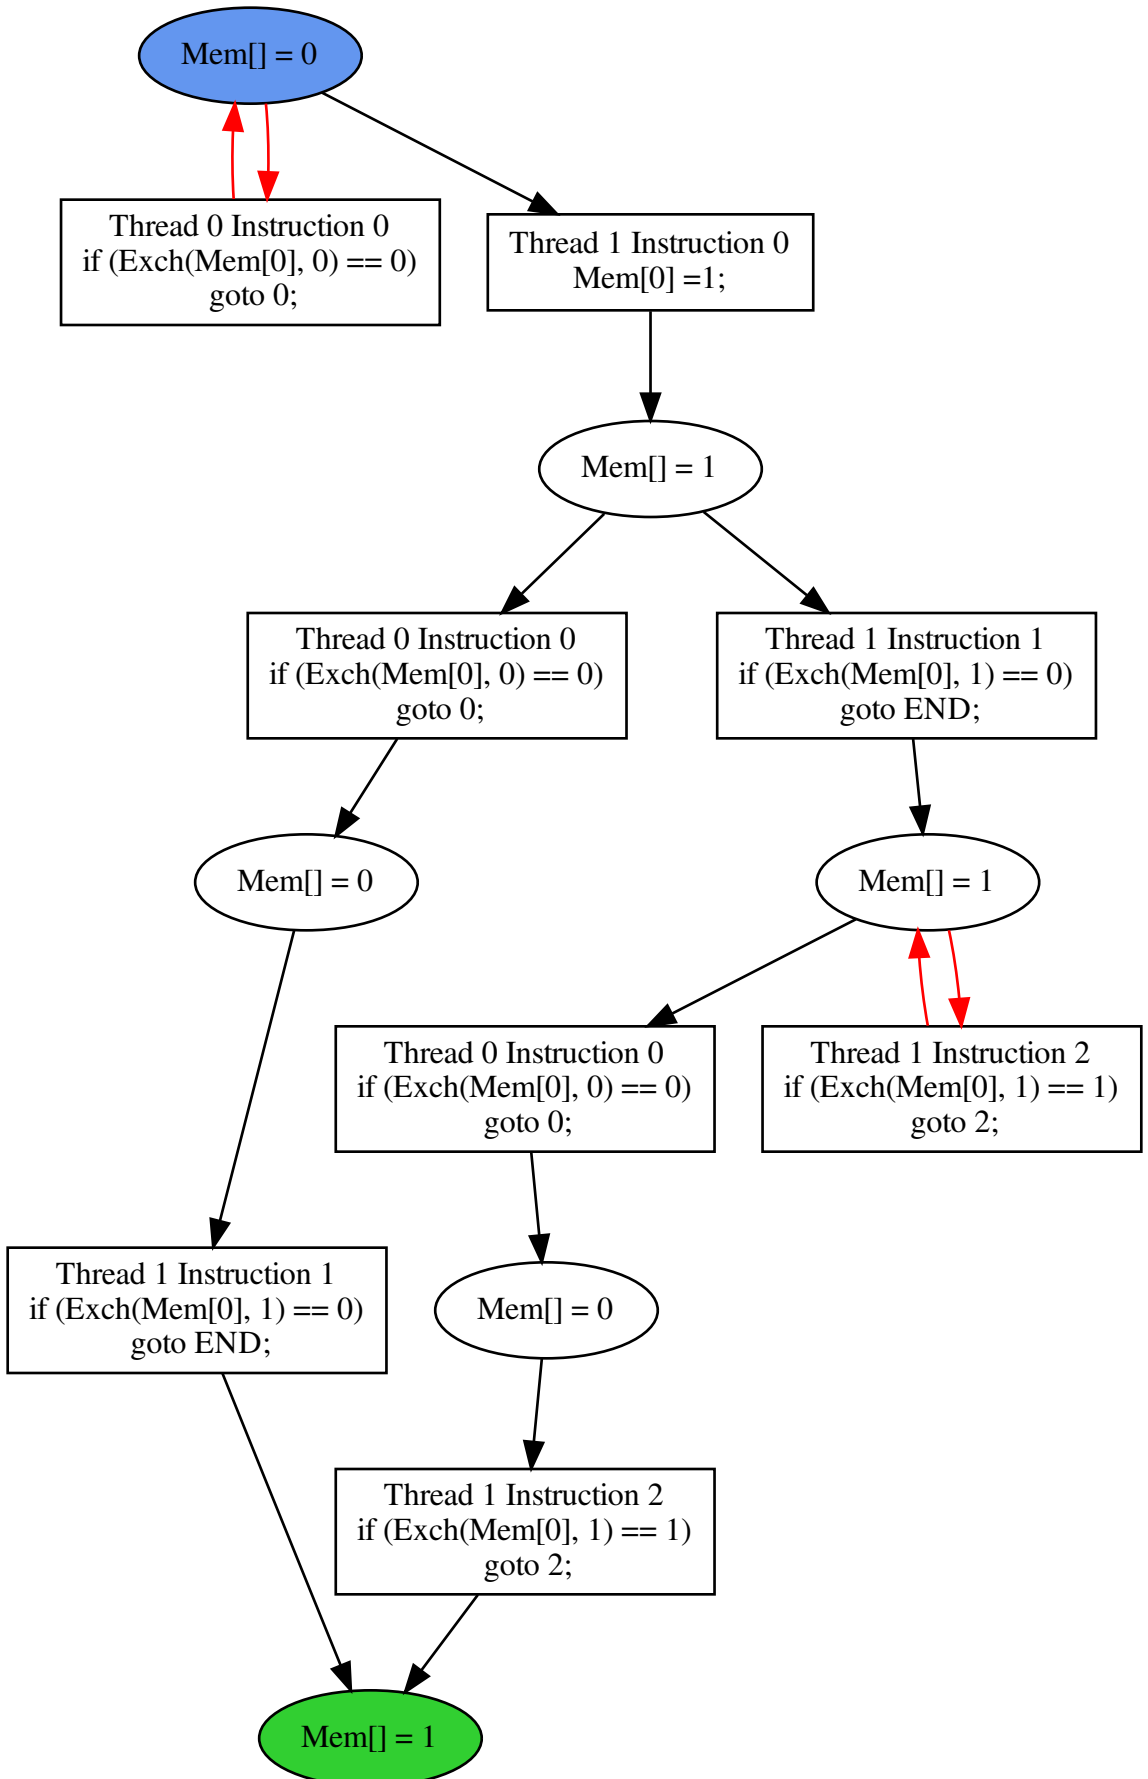 Mem[] = 0
Thread 0 Instruction 0
if (Exch(Mem[0], 0) == 0)
goto 0;
Thread 1 Instruction 0
Mem[0] =1;
Mem[] = 1
Thread 0 Instruction 0
if (Exch(Mem[0], 0) == 0)
goto 0;
Thread 1 Instruction 1
if (Exch(Mem[0], 1) == 0)
goto END;
Mem[] = 0
Mem[] = 1
Thread 0 Instruction 0
if (Exch(Mem[0], 0) == 0)
goto 0;
Thread 1 Instruction 2
if (Exch(Mem[0], 1) == 1)
goto 2;
Thread 1 Instruction 1
if (Exch(Mem[0], 1) == 0)
goto END;
Mem[] = 0
Thread 1 Instruction 2
if (Exch(Mem[0], 1) == 1)
goto 2;
Mem[] = 1